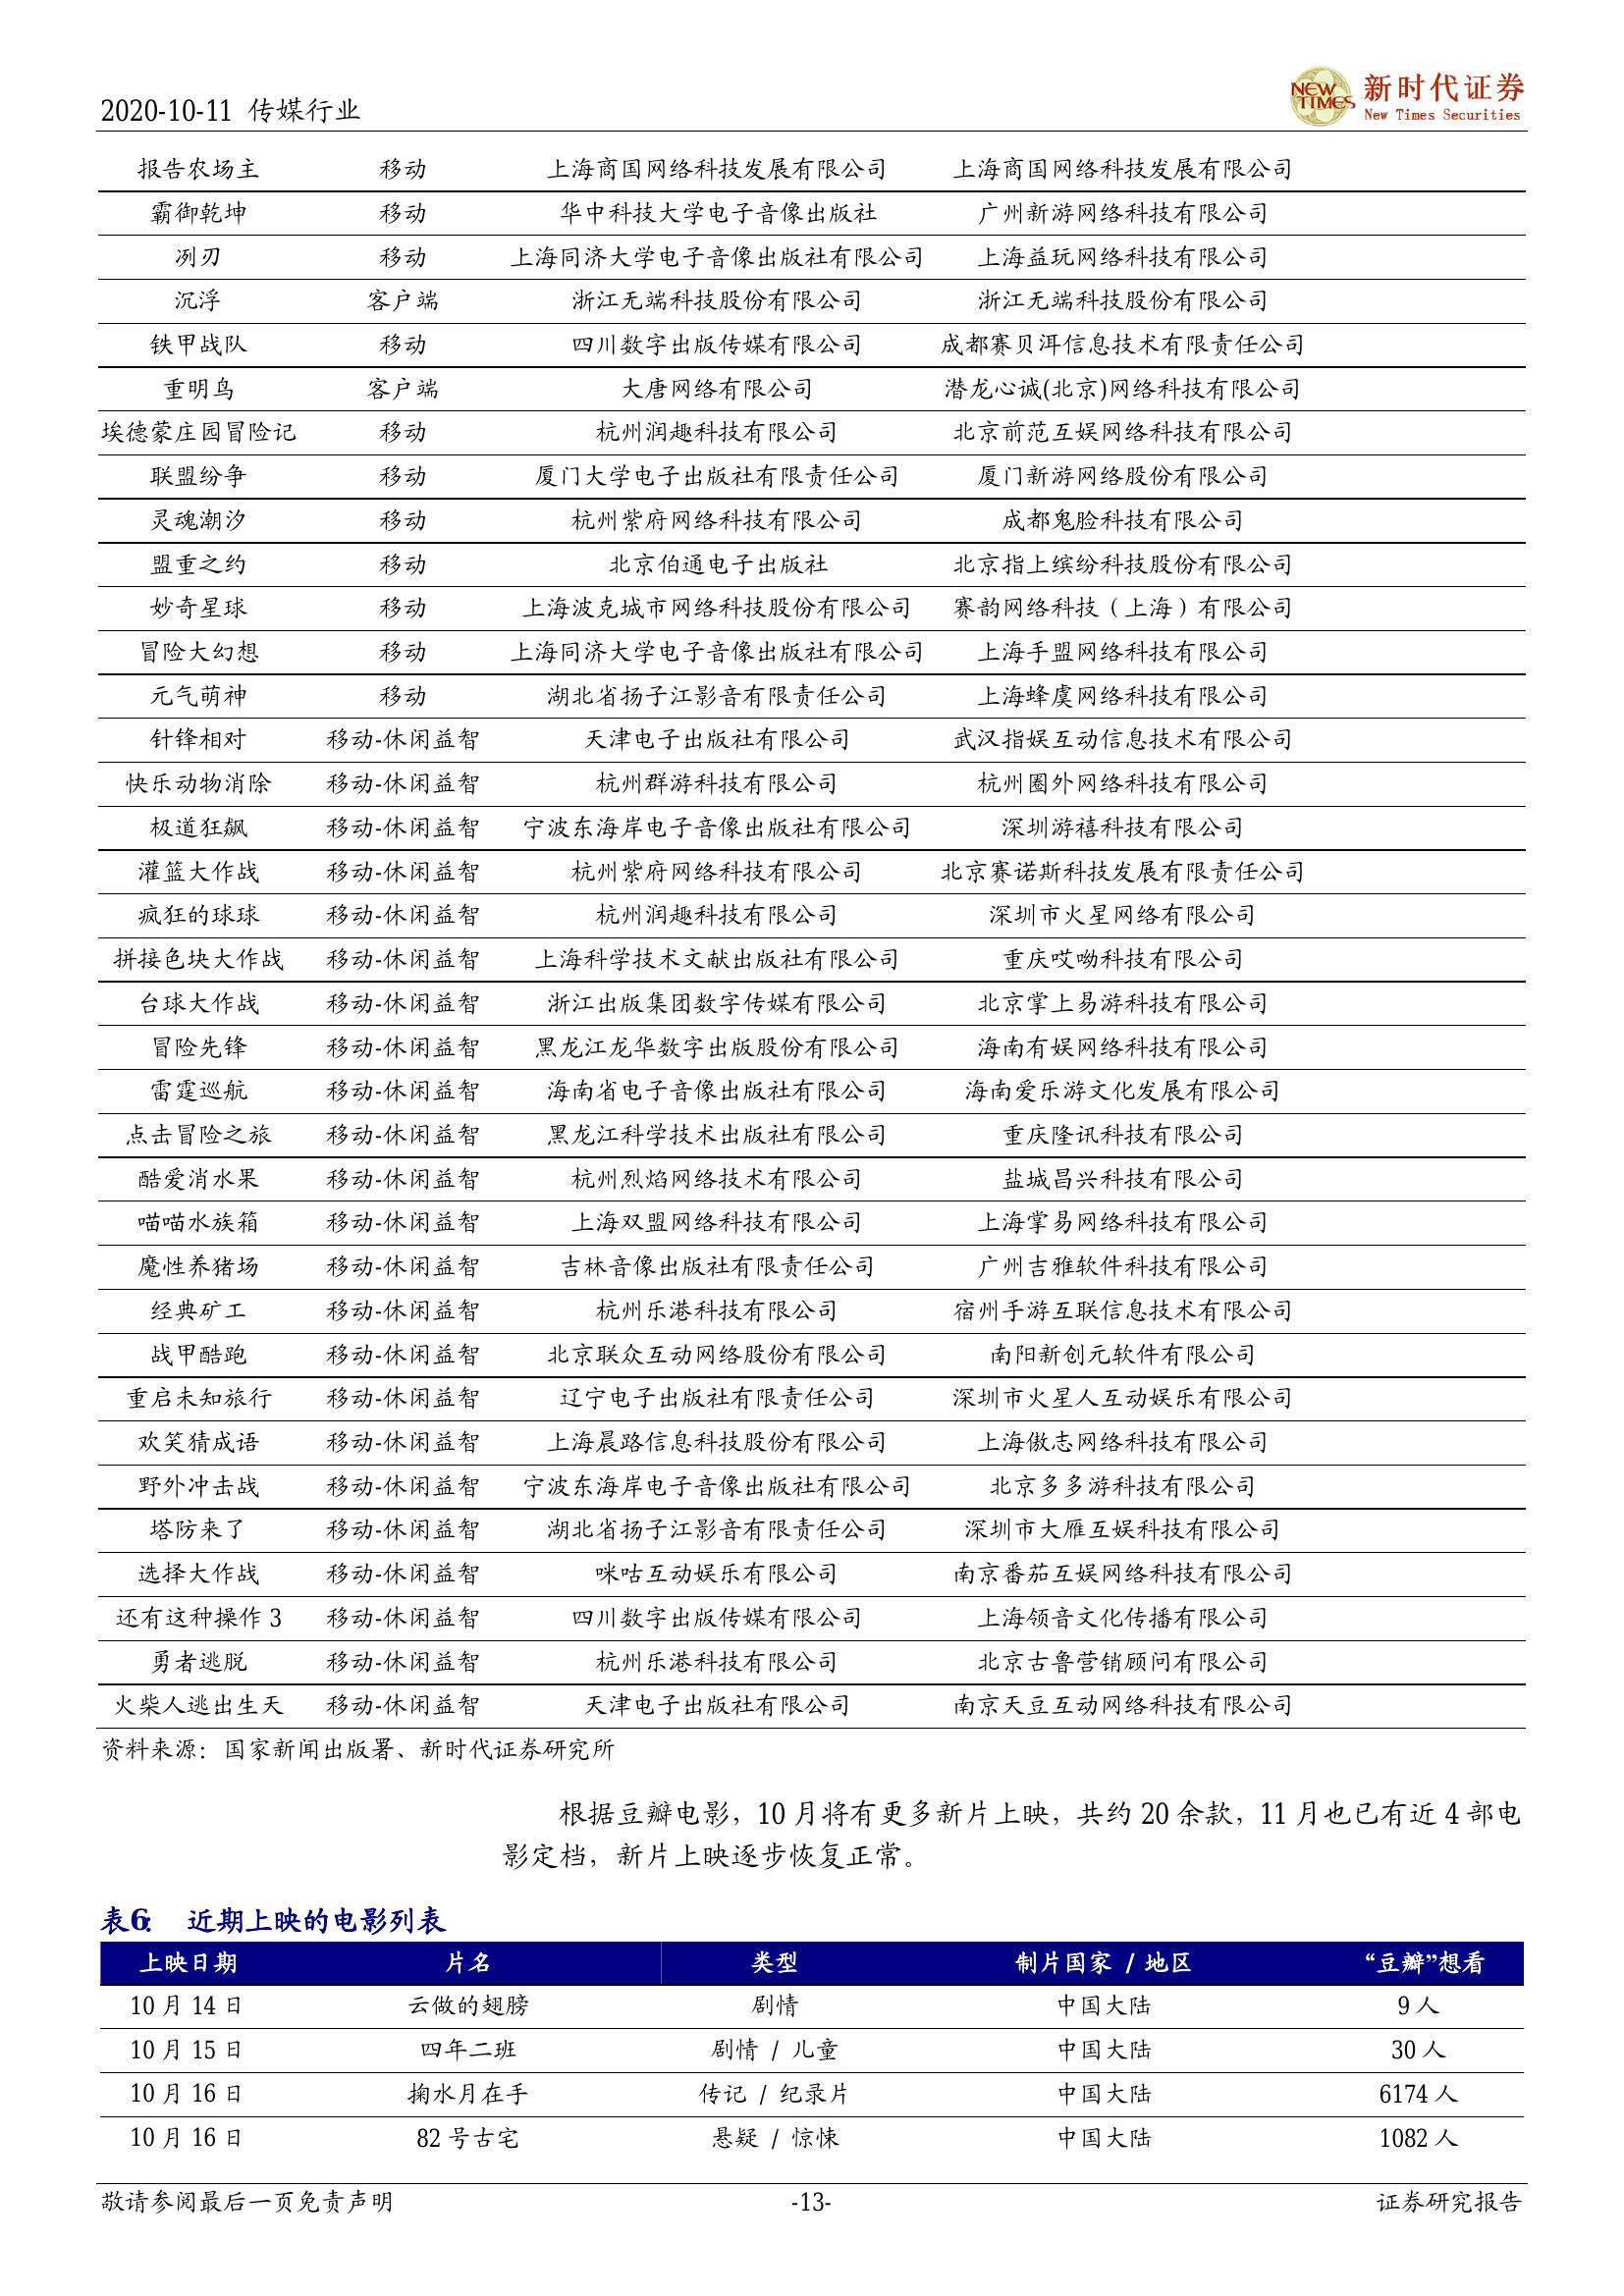 2020-10-11 传媒行业
NEW TIMES 新时代证券
New Times Securities
报告农场主 移动 上海商国网络科技发展有限公司 上海商国网络科技发展有限公司
霸御乾坤 移动 华中科技大学电子音像出版社 广州新游网络科技有限公司
冽刃 移动 上海同济大学电子音像出版社有限公司 上海益玩网络科技有限公司
沉浮 客户端 浙江无端科技股份有限公司 浙江无端科技股份有限公司
铁甲战队 移动 四川数字出版传媒有限公司 成都赛贝洱信息技术有限责任公司
重明鸟 客户端 大唐网络有限公司 潜龙心诚(北京)网络科技有限公司
埃德蒙庄园冒险记 移动 杭州润趣科技有限公司 北京前范互娱网络科技有限公司
联盟纷争 移动 厦门大学电子出版社有限责任公司 厦门新游网络股份有限公司
灵魂潮汐 移动 杭州紫府网络科技有限公司 成都鬼脸科技有限公司
盟重之约 移动 北京伯通电子出版社 北京指上缤纷科技股份有限公司
妙奇星球 移动 上海波克城市网络科技股份有限公司 赛韵网络科技（上海）有限公司
冒险大幻想 移动 上海同济大学电子音像出版社有限公司 上海手盟网络科技有限公司
元气萌神 移动 湖北省扬子江影音有限责任公司 上海蜂虞网络科技有限公司
针锋相对 移动-休闲益智 天津电子出版社有限公司 武汉指娱互动信息技术有限公司
快乐动物消除 移动-休闲益智 杭州群游科技有限公司 杭州圈外网络科技有限公司
极道狂飙 移动-休闲益智 宁波东海岸电子音像出版社有限公司 深圳游禧科技有限公司
灌篮大作战 移动-休闲益智 杭州紫府网络科技有限公司 北京赛诺斯科技发展有限责任公司
疯狂的球球 移动-休闲益智 杭州润趣科技有限公司 深圳市火星网络有限公司
拼接色块大作战 移动-休闲益智 上海科学技术文献出版社有限公司 重庆哎呦科技有限公司
台球大作战 移动-休闲益智 浙江出版集团数字传媒有限公司 北京掌上易游科技有限公司
冒险先锋 移动-休闲益智 黑龙江龙华数字出版股份有限公司 海南有娱网络科技有限公司
雷霆巡航 移动-休闲益智 海南省电子音像出版社有限公司 海南爱乐游文化发展有限公司
点击冒险之旅 移动-休闲益智 黑龙江科学技术出版社有限公司 重庆隆讯科技有限公司
酷爱消水果 移动-休闲益智 杭州烈焰网络技术有限公司 盐城昌兴科技有限公司
喵喵水族箱 移动-休闲益智 上海双盟网络科技有限公司 上海掌易网络科技有限公司
魔性养猪场 移动-休闲益智 吉林音像出版社有限责任公司 广州吉雅软件科技有限公司
经典矿工 移动-休闲益智 杭州乐港科技有限公司 宿州手游互联信息技术有限公司
战甲酷跑 移动-休闲益智 北京联众互动网络股份有限公司 南阳新创元软件有限公司
重启未知旅行 移动-休闲益智 辽宁电子出版社有限责任公司 深圳市火星人互动娱乐有限公司
欢笑猜成语 移动-休闲益智 上海晨路信息科技股份有限公司 上海傲志网络科技有限公司
野外冲击战 移动-休闲益智 宁波东海岸电子音像出版社有限公司 北京多多游科技有限公司
塔防来了 移动-休闲益智 湖北省扬子江影音有限责任公司 深圳市大雁互娱科技有限公司
选择大作战 移动-休闲益智 咪咕互动娱乐有限公司 南京番茄互娱网络科技有限公司
还有这种操作 3 移动-休闲益智 四川数字出版传媒有限公司 上海领音文化传播有限公司
勇者逃脱 移动-休闲益智 杭州乐港科技有限公司 北京古鲁营销顾问有限公司
火柴人逃出生天 移动-休闲益智 天津电子出版社有限公司 南京天豆互动网络科技有限公司
资料来源：国家新闻出版署、新时代证券研究所
根据豆瓣电影，10 月将有更多新片上映，共约 20 余款，11 月也已有近 4 部电
影定档，新片上映逐步恢复正常。
表6： 近期上映的电影列表
上映日期 片名 类型 制片国家 / 地区 “豆瓣”想看
10 月 14 日 云做的翅膀 剧情 中国大陆 9 人
10 月 15 日 四年二班 剧情 / 儿童 中国大陆 30 人
10 月 16 日 掬水月在手 传记 / 纪录片 中国大陆 6174 人
10 月 16 日 82 号古宅 悬疑 / 惊悚 中国大陆 1082 人
敬请参阅最后一页免责声明 -13- 证券研究报告